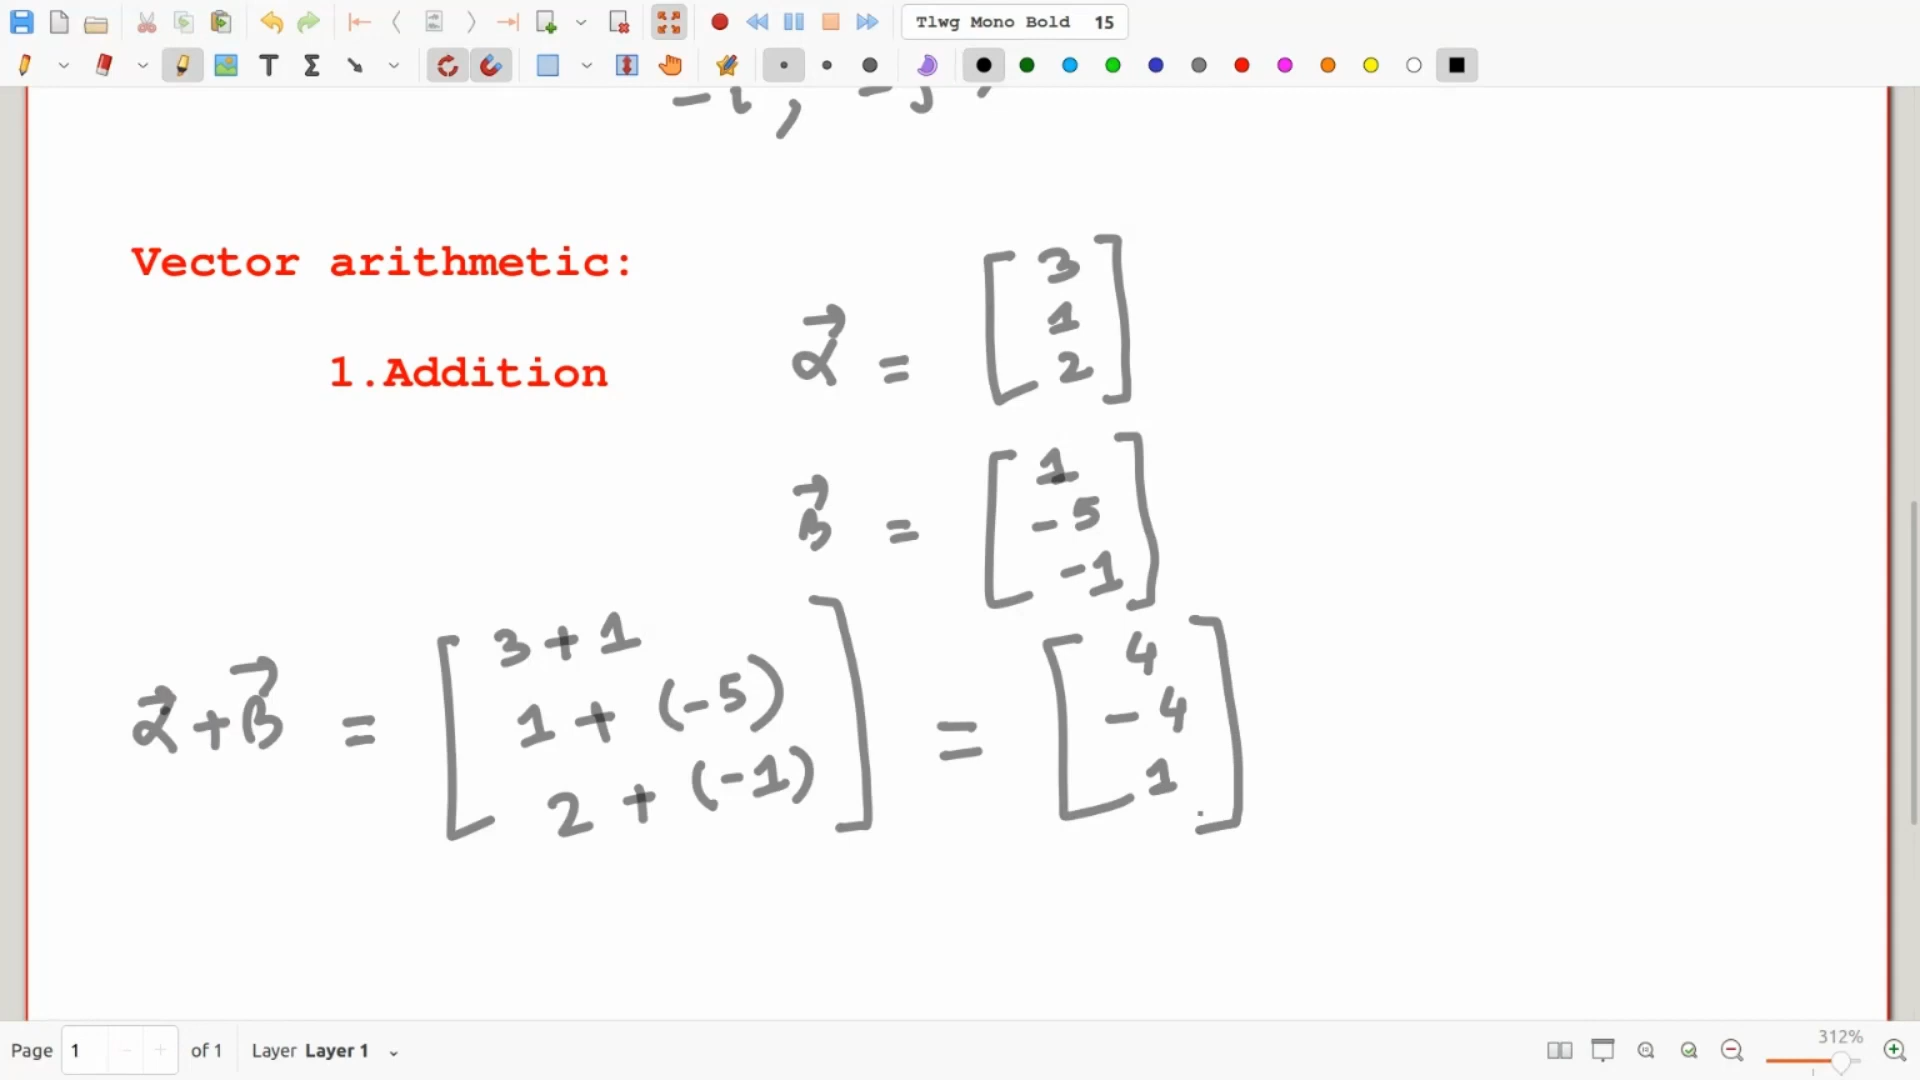 Tlwg Mono Bold 15
-i, -j,
Vector arithmetic:
1.Addition
α⃗ = [3 1 2]
β⃗ = [1 -5 -1]
α⃗+β⃗ = [3+1 1+(-5) 2+(-1)] = [4 -4 1]
Page 1 of 1 Layer Layer 1 312%